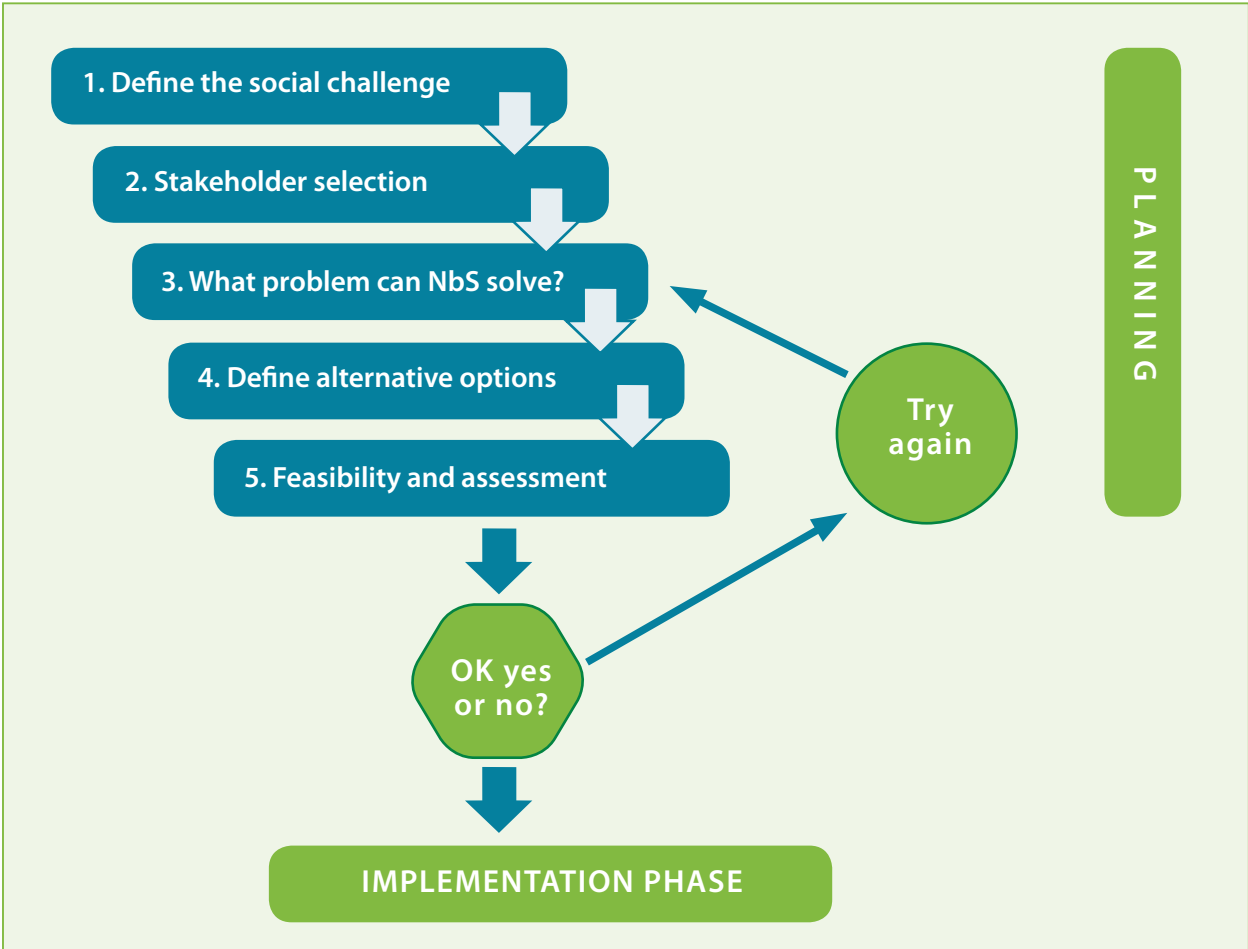 1. Define the social challenge
2. Stakeholder selection
3. What problem can NbS solve?
4. Define alternative options
5. Feasibility and assessment
Try
again
PLANNING
OK yes
or no?
IMPLEMENTATION PHASE